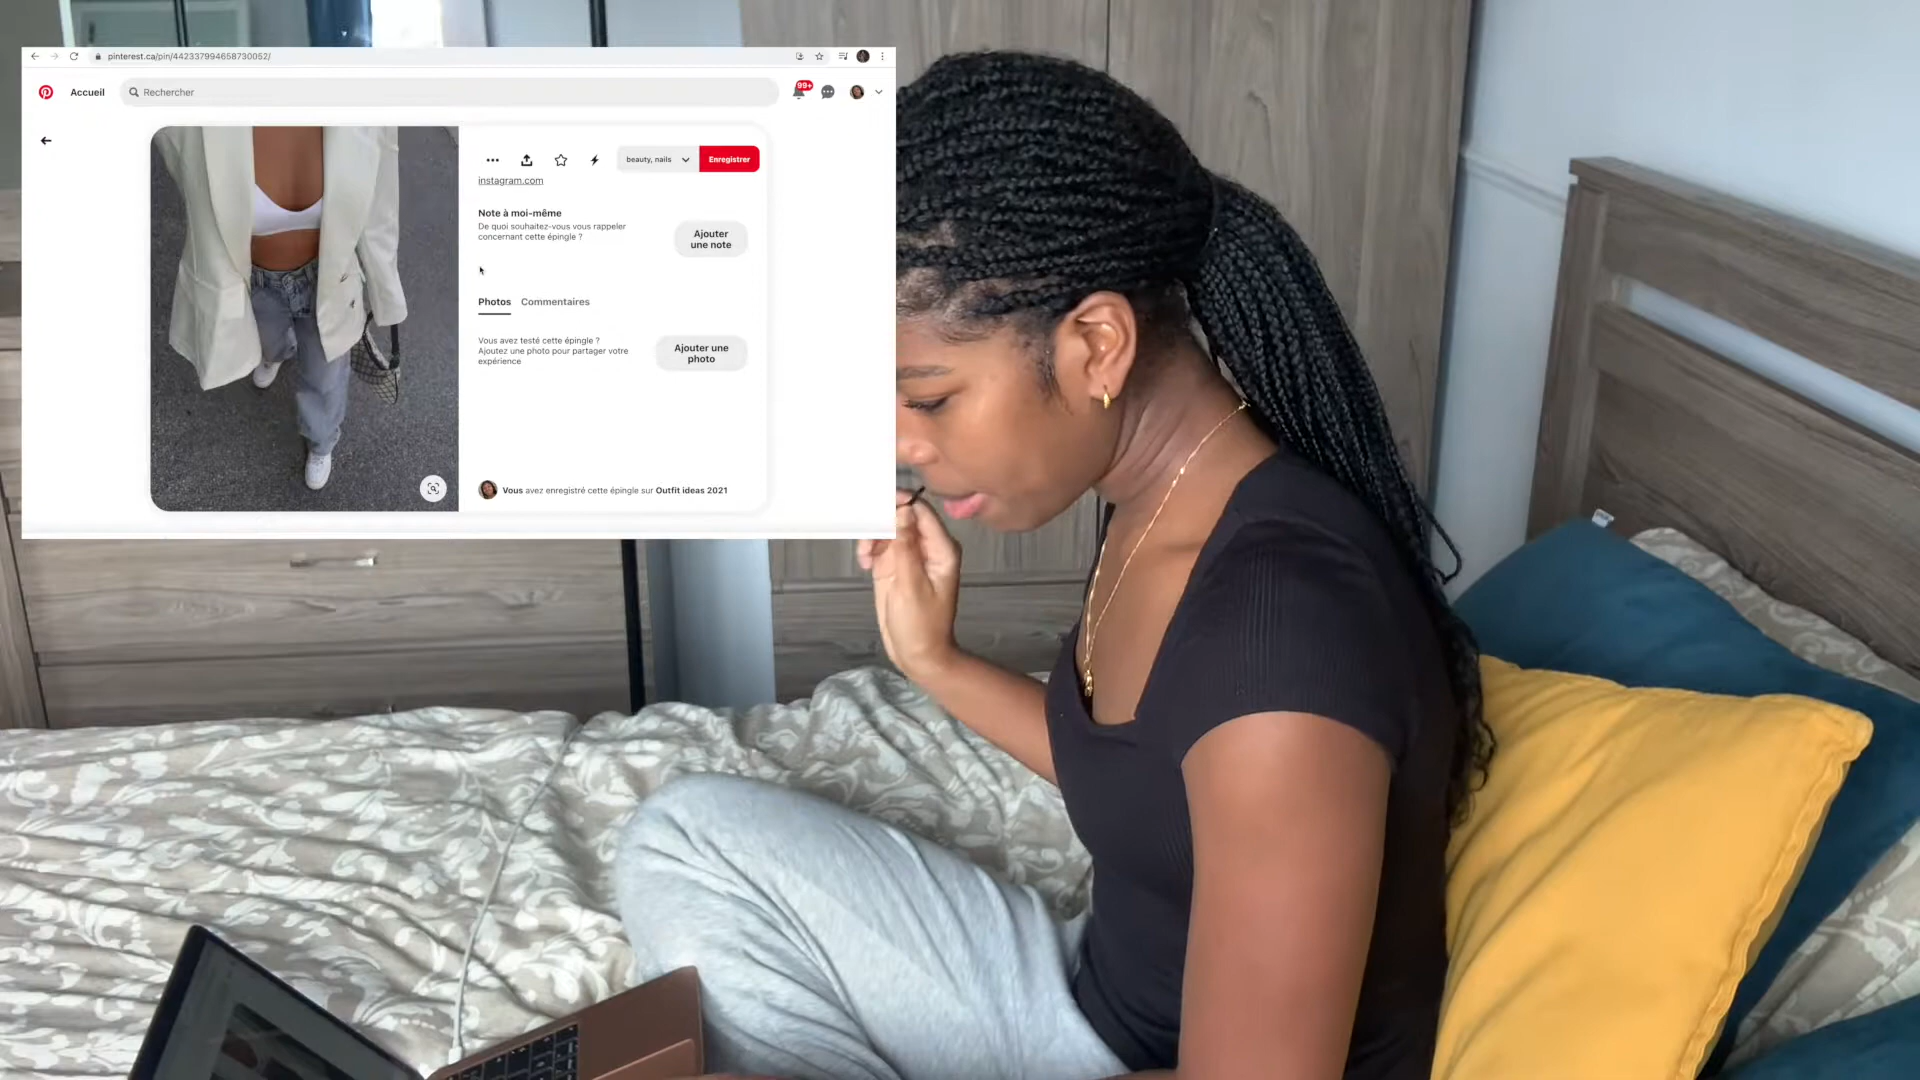 pinterest.ca/pin/442337994658730052/
Accueil
Rechercher
99+
beauty, nails
Enregistrer
instagram.com
Note à moi-même
De quoi souhaitez-vous vous rappeler
concernant cette épingle ?
Ajouter
une note
Photos Commentaires
Vous avez testé cette épingle ?
Ajoutez une photo pour partager votre
expérience
Ajouter une
photo
Vous avez enregistré cette épingle sur Outfit ideas 2021